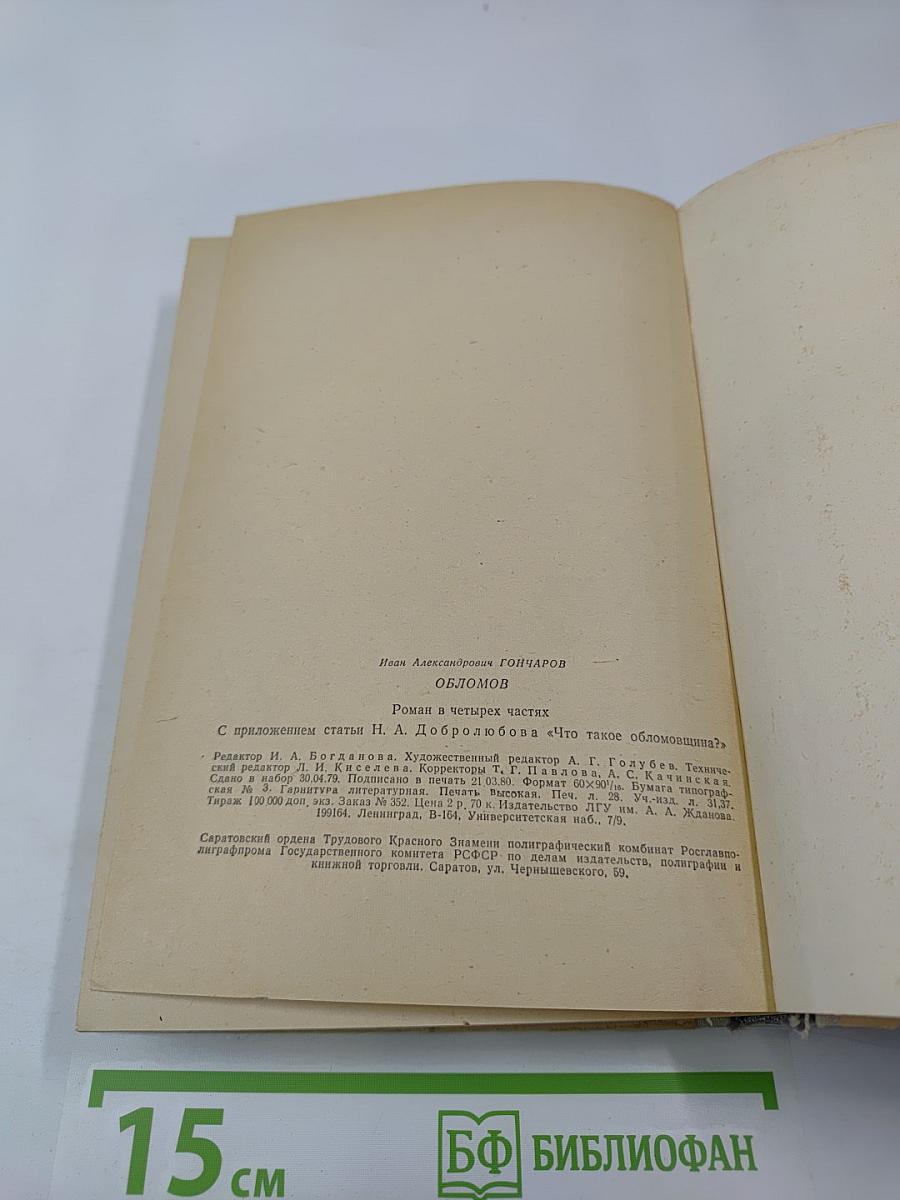 Иван Александрович ГОНЧАРОВ
ОБЛОМОВ
Роман в четырех частях
С приложением статьи Н. А. Добролюбова «Что такое обломовщина?»
Редактор И. А. Богданова. Художественный редактор А. Г. Голубев. Техниче-
ский редактор Л. И. Киселева. Корректоры Т. Г. Павлова, А. С. Качинская.
Сдано в набор 30.04.79. Подписано в печать 21.03.80. Формат 60×90¹/₁₆. Бумага типограф-
ская № 3. Гарнитура литературная. Печать высокая. Печ. л. 28. Уч.-изд. л. 31,37.
Тираж 100 000 доп. экз. Заказ № 352. Цена 2 р. 70 к. Издательство ЛГУ им. А. А. Жданова.
199164. Ленинград, В-164, Университетская наб., 7/9.
Саратовский ордена Трудового Красного Знамени полиграфический комбинат Росглавпо-
лиграфпрома Государственного комитета РСФСР по делам издательств, полиграфии и
книжной торговли. Саратов, ул. Чернышевского, 59.
15 см
БФ БИБЛИОФАН